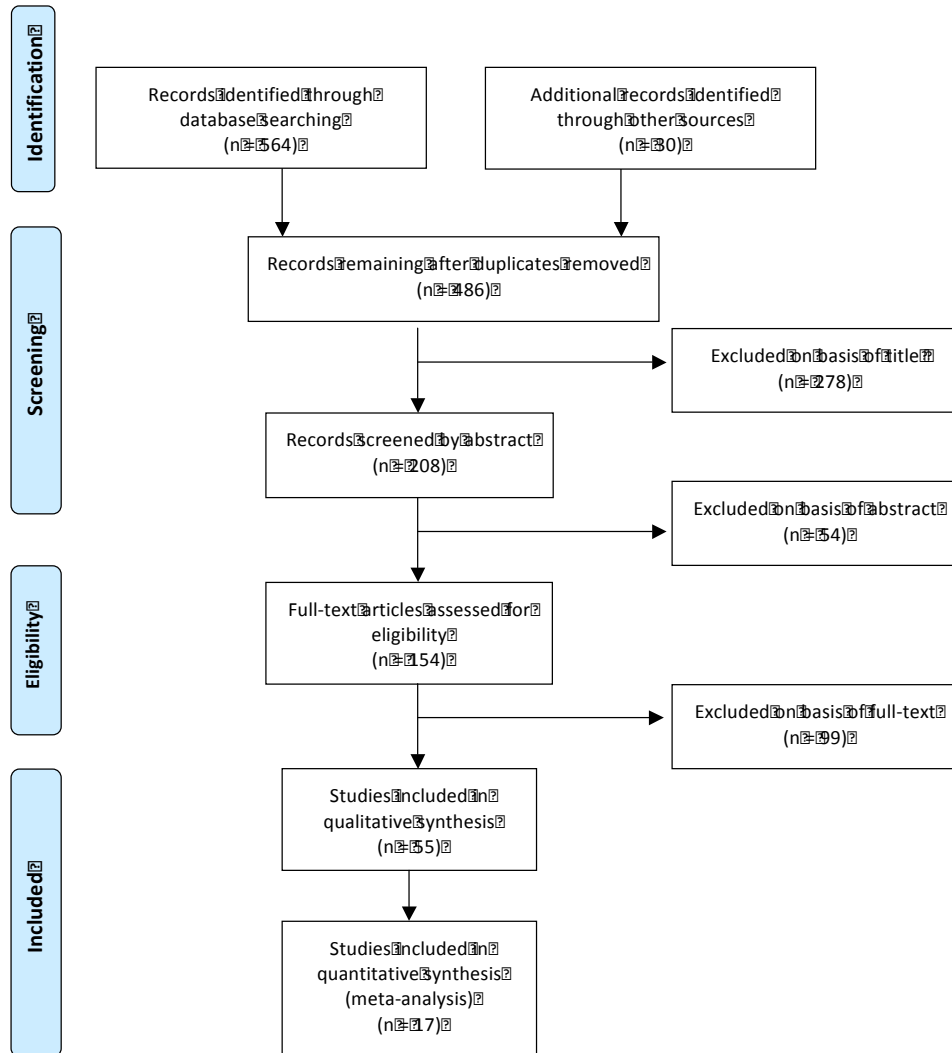 Identification
Records identified through
database searching
(n = 564)
Additional records identified
through other sources
(n = 30)
Screening
Records remaining after duplicates removed
(n = 486)
Excluded on basis of title
(n = 278)
Records screened by abstract
(n = 208)
Excluded on basis of abstract
(n = 54)
Eligibility
Full-text articles assessed for
eligibility
(n = 154)
Excluded on basis of full-text
(n = 99)
Included
Studies included in
qualitative synthesis
(n = 55)
Studies included in
quantitative synthesis
(meta-analysis)
(n = 17)